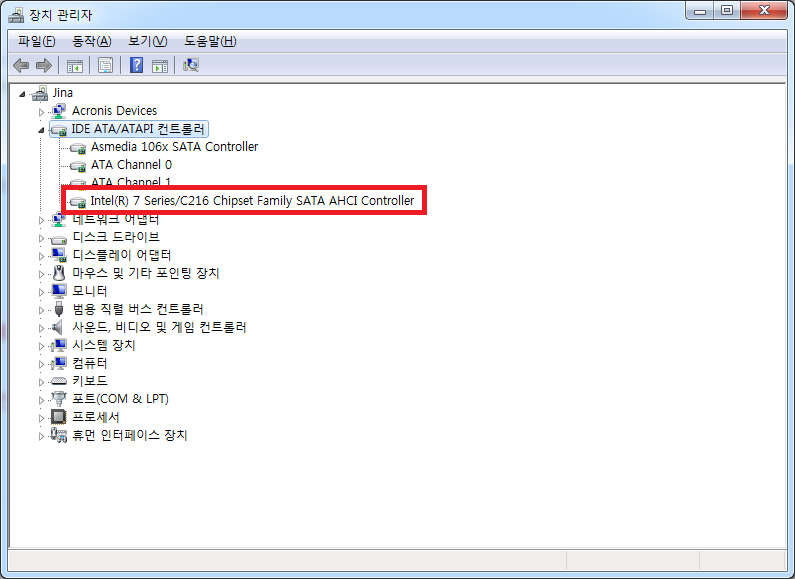 장치 관리자
파일(F) 동작(A) 보기(V) 도움말(H)
Jina
Acronis Devices
IDE ATA/ATAPI 컨트롤러
Asmedia 106x SATA Controller
ATA Channel 0
ATA Channel 1
Intel(R) 7 Series/C216 Chipset Family SATA AHCI Controller
네트워크 어댑터
디스크 드라이브
디스플레이 어댑터
마우스 및 기타 포인팅 장치
모니터
범용 직렬 버스 컨트롤러
사운드, 비디오 및 게임 컨트롤러
시스템 장치
컴퓨터
키보드
포트(COM & LPT)
프로세서
휴먼 인터페이스 장치